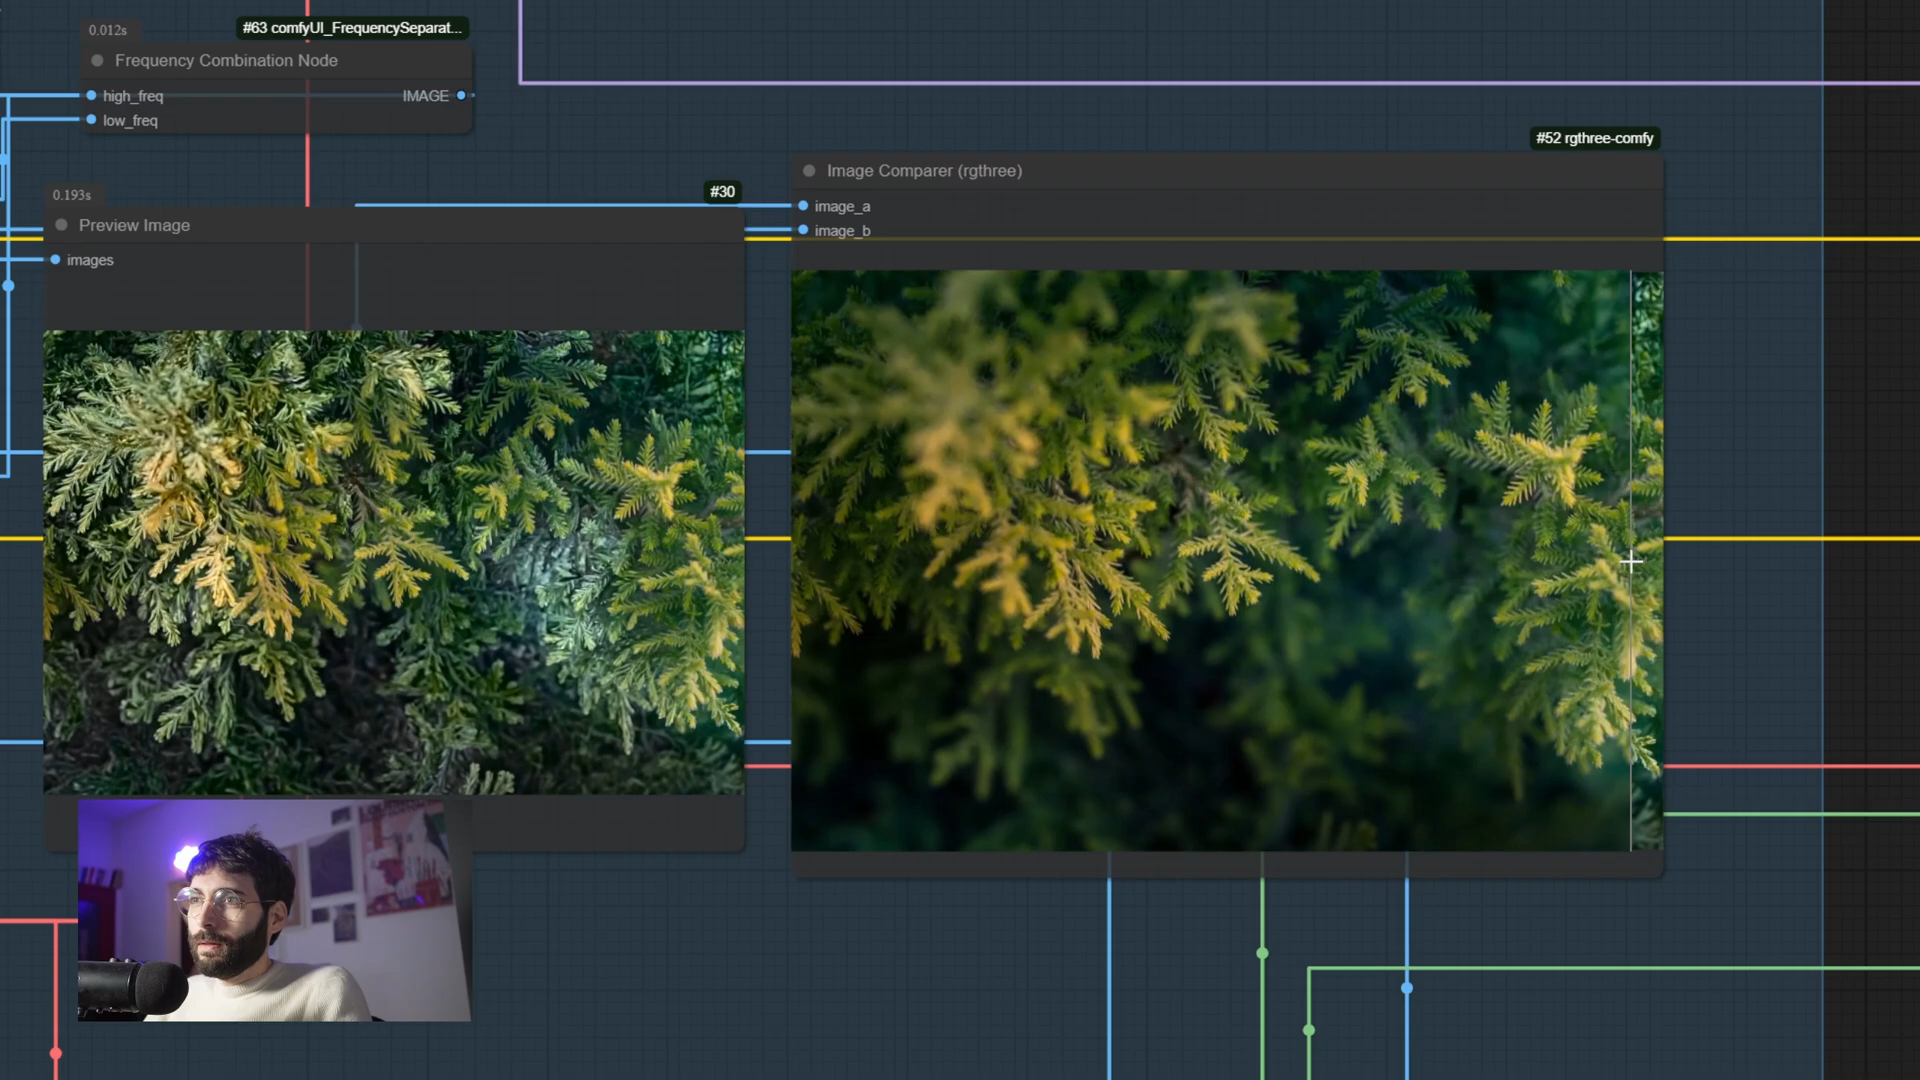 0.012s
#63 comfyUI_FrequencySeparat...
Frequency Combination Node
high_freq
IMAGE
low_freq
#52 rgthree-comfy
Image Comparer (rgthree)
0.193s
#30
image_a
Preview Image
image_b
images